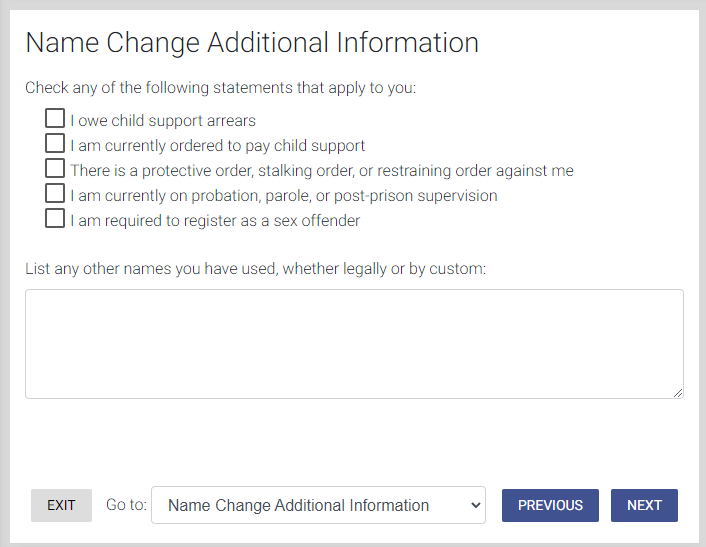 Name Change Additional Information
Check any of the following statements that apply to you:
I owe child support arrears
I am currently ordered to pay child support
There is a protective order, stalking order, or restraining order against me
I am currently on probation, parole, or post-prison supervision
I am required to register as a sex offender
List any other names you have used, whether legally or by custom:
EXIT Go to: Name Change Additional Information PREVIOUS NEXT